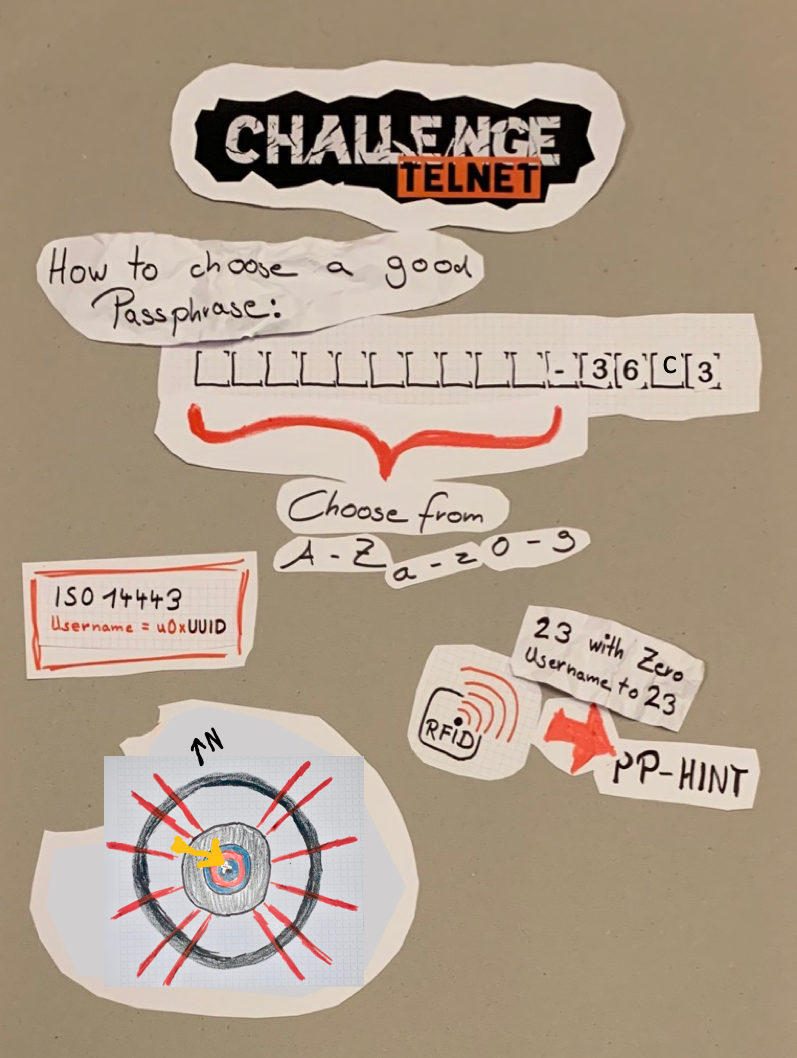 CHALLENGE
TELNET
How to choose a good
Passphrase:
- 3 6 C 3
Choose from
A - Z a - z 0 - 9
ISO 14443
Username = u0xUUID
23 with Zero
Username to 23
RFiD
PP-HINT
↑N